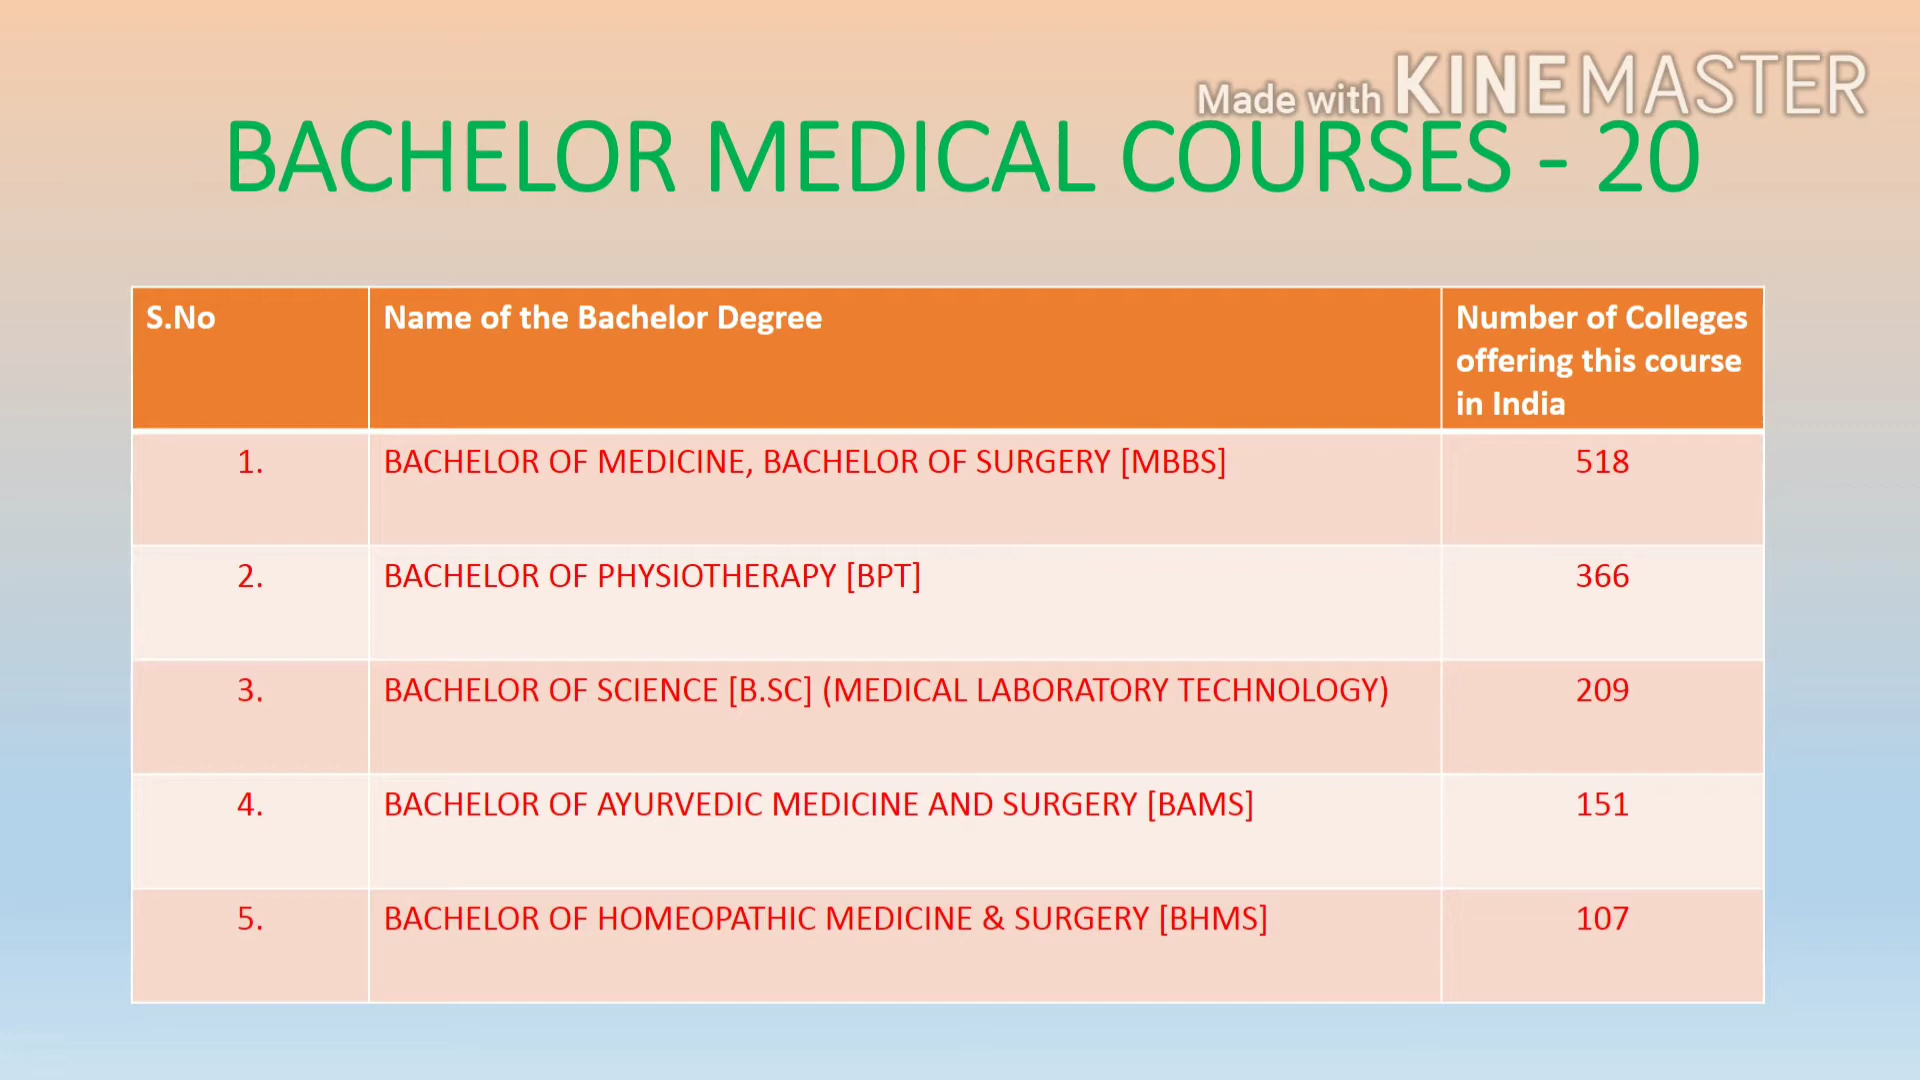 Made with KINEMASTER
BACHELOR MEDICAL COURSES - 20
S.No
Name of the Bachelor Degree
Number of Colleges
offering this course
in India
1.
BACHELOR OF MEDICINE, BACHELOR OF SURGERY [MBBS]
518
2.
BACHELOR OF PHYSIOTHERAPY [BPT]
366
3.
BACHELOR OF SCIENCE [B.SC] (MEDICAL LABORATORY TECHNOLOGY)
209
4.
BACHELOR OF AYURVEDIC MEDICINE AND SURGERY [BAMS]
151
5.
BACHELOR OF HOMEOPATHIC MEDICINE & SURGERY [BHMS]
107